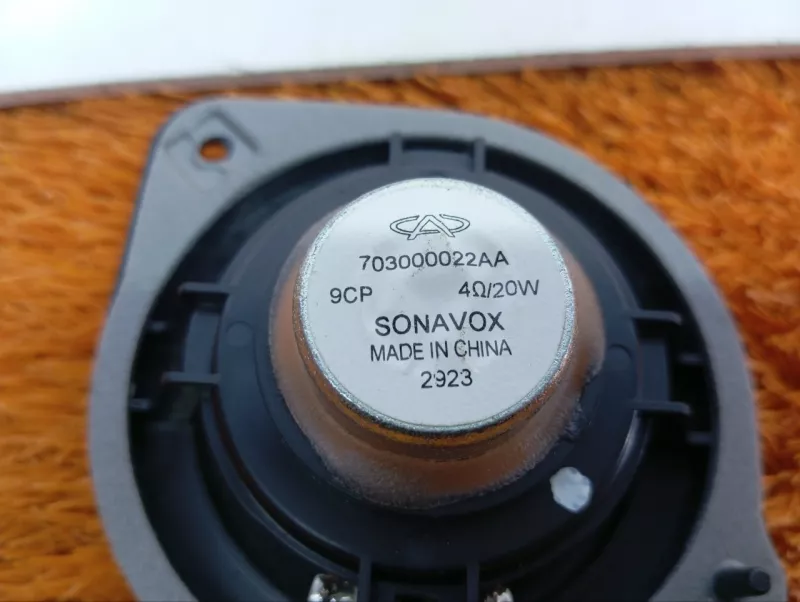 703000022AA
9CP 4Ω/20W
SONAVOX
MADE IN CHINA
2923